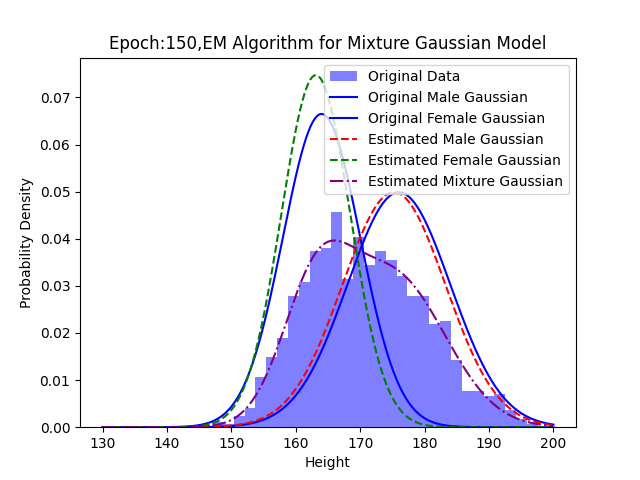 Epoch:150,EM Algorithm for Mixture Gaussian Model
Original Data
Original Male Gaussian
Original Female Gaussian
Estimated Male Gaussian
Estimated Female Gaussian
Estimated Mixture Gaussian
Probability Density
0.07
0.06
0.05
0.04
0.03
0.02
0.01
0.00
130 140 150 160 170 180 190 200
Height